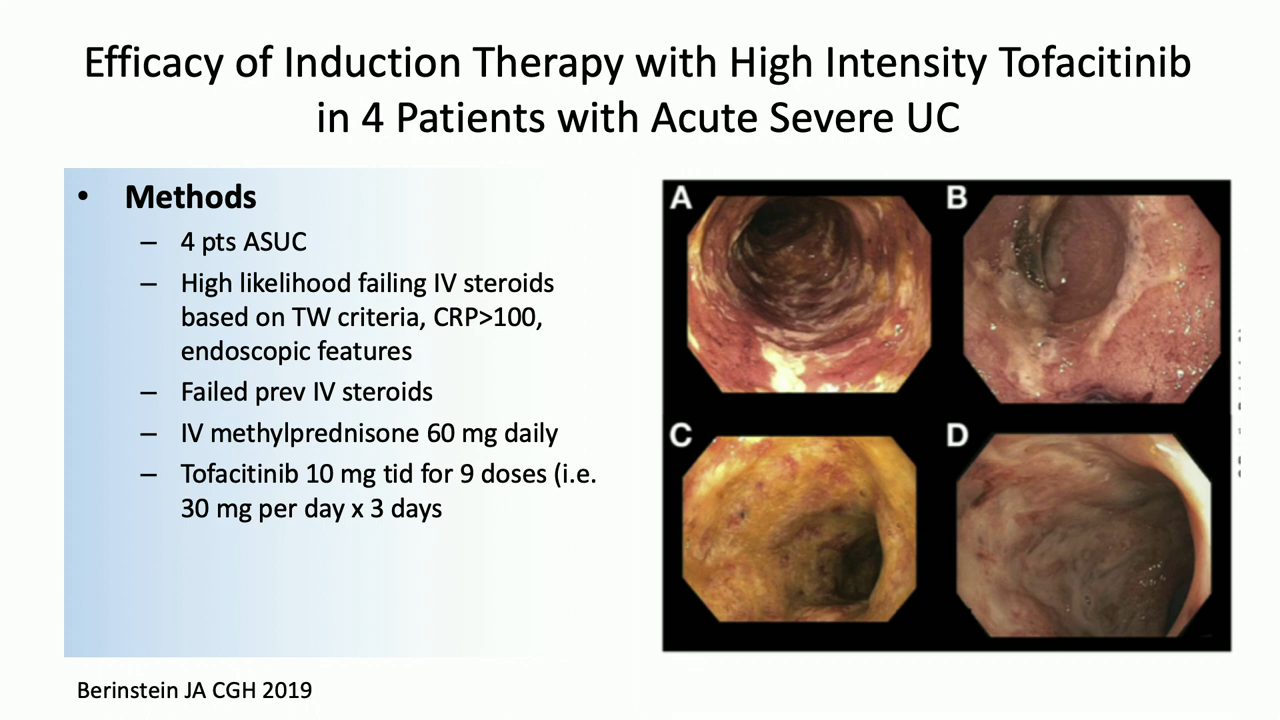 Efficacy of Induction Therapy with High Intensity Tofacitinib
in 4 Patients with Acute Severe UC
• Methods
– 4 pts ASUC
– High likelihood failing IV steroids
based on TW criteria, CRP>100,
endoscopic features
– Failed prev IV steroids
– IV methylprednisone 60 mg daily
– Tofacitinib 10 mg tid for 9 doses (i.e.
30 mg per day x 3 days
A
B
C
D
Berinstein JA CGH 2019